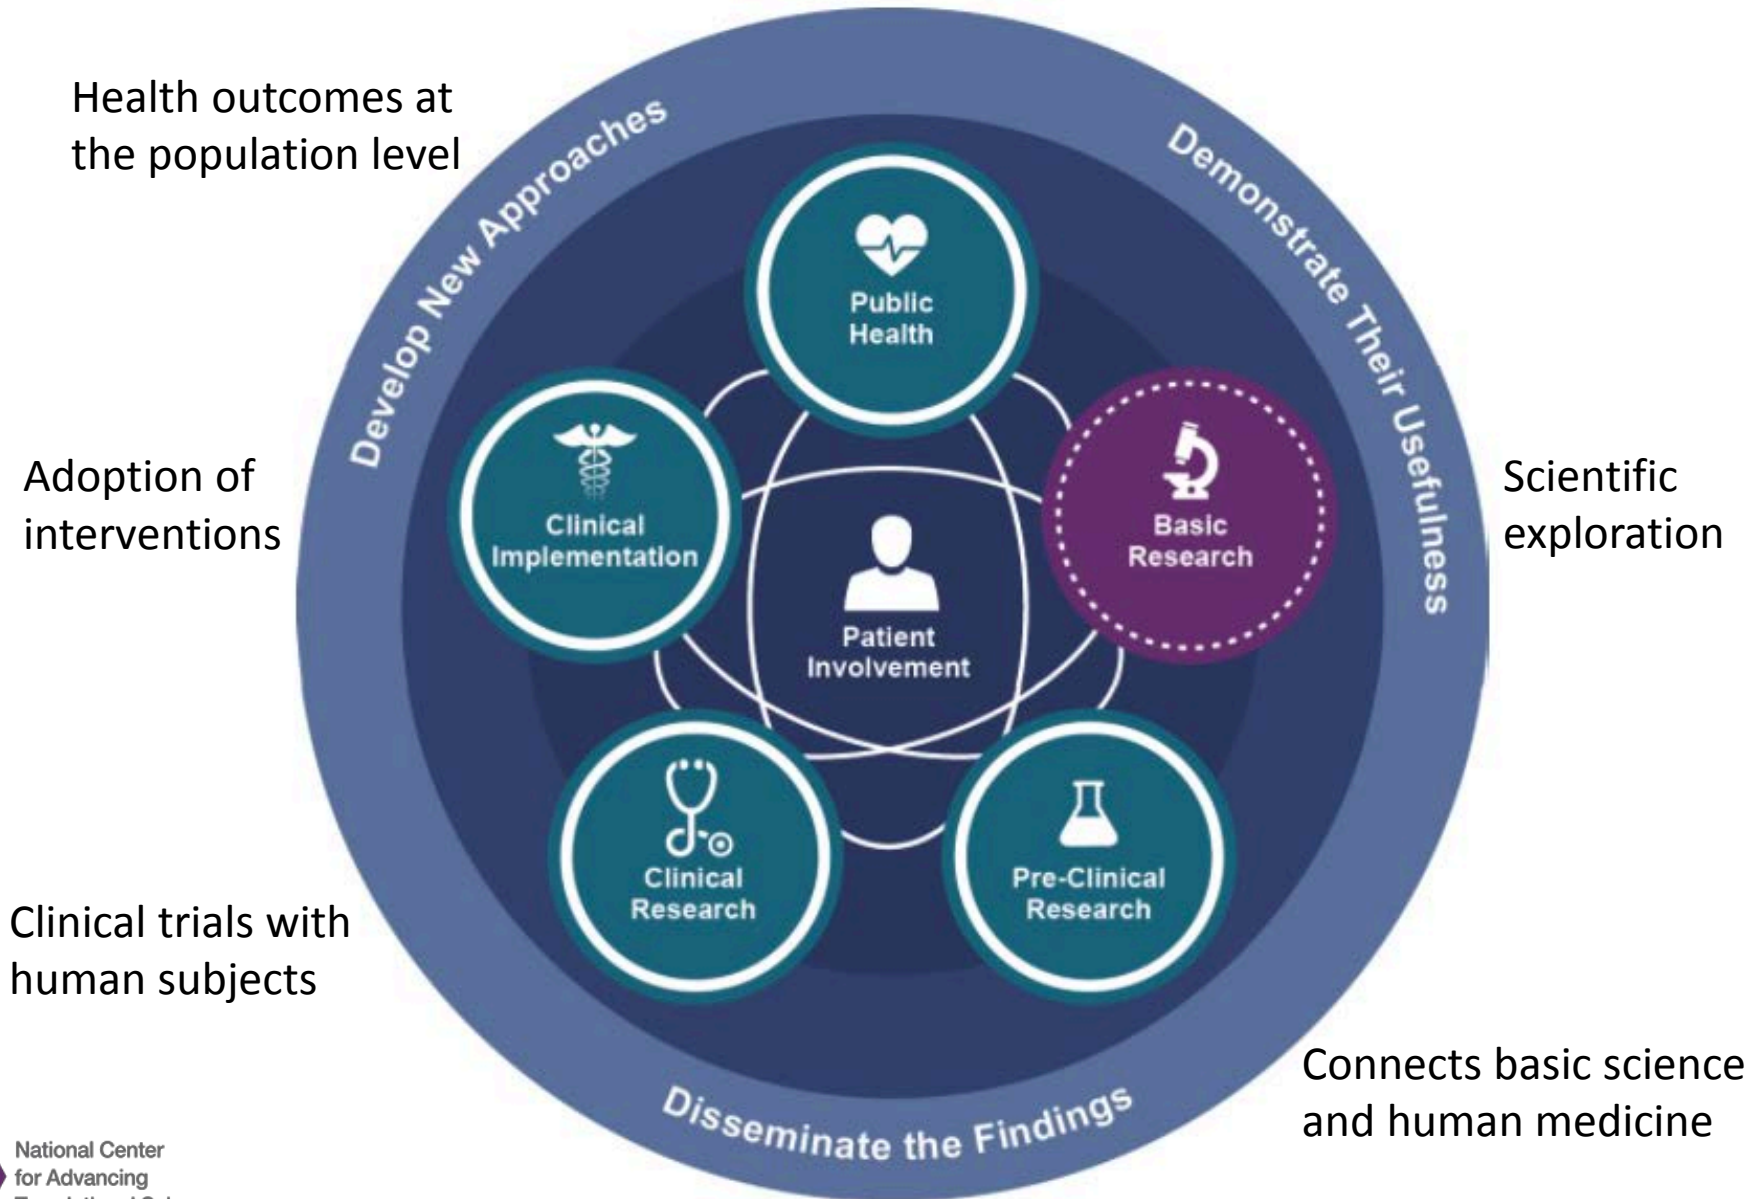 Health outcomes at
the population level
Develop New Approaches
Demonstrate Their Usefulness
Public
Health
Adoption of
interventions
Clinical
Implementation
Basic
Research
Scientific
exploration
Patient
Involvement
Clinical
Research
Pre-Clinical
Research
Clinical trials with
human subjects
Connects basic science
and human medicine
Disseminate the Findings
National Center
for Advancing